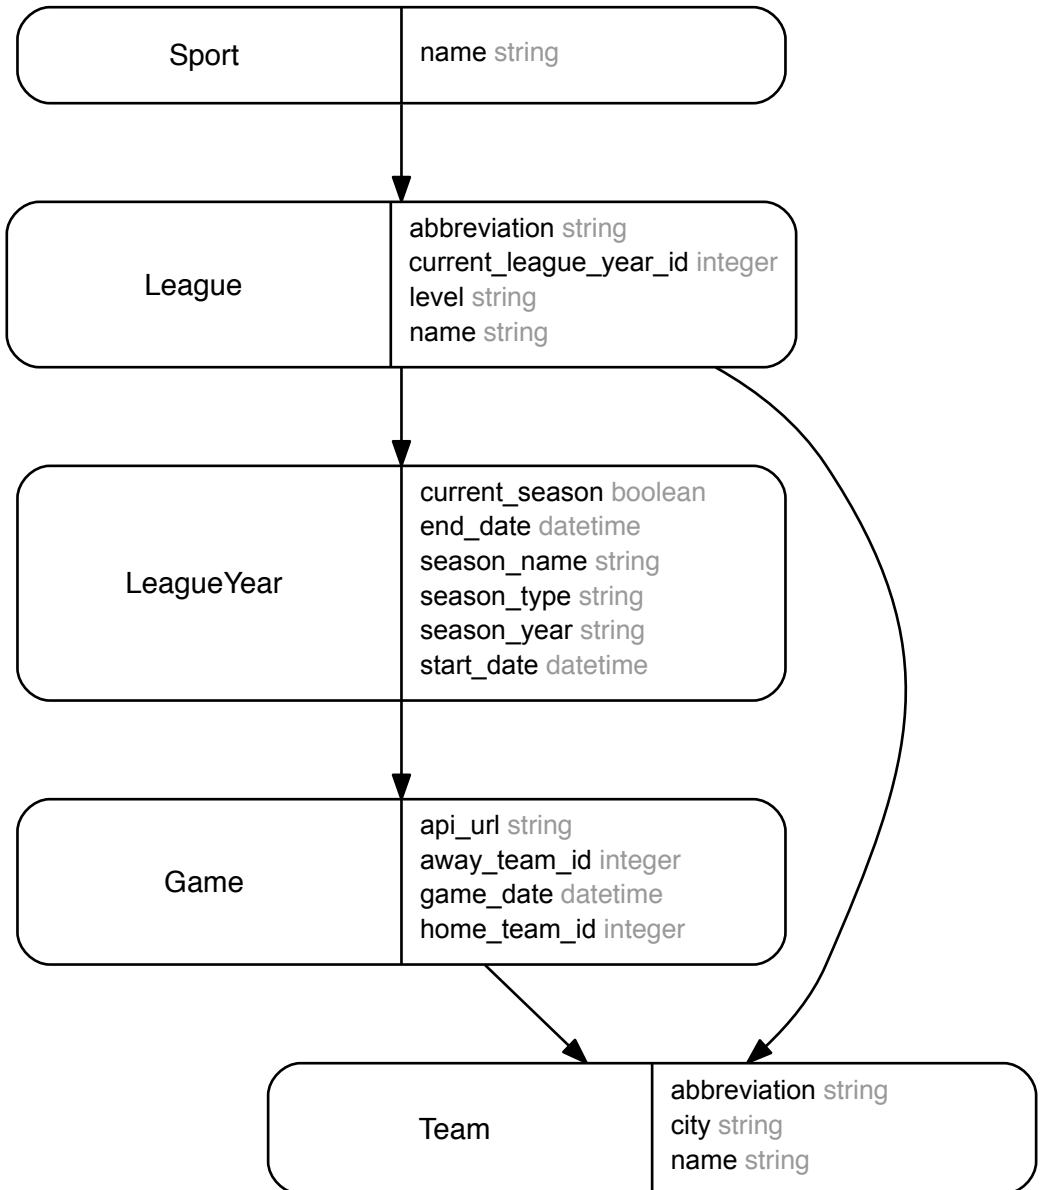 Sport
name string
League
abbreviation string
current_league_year_id integer
level string
name string
LeagueYear
current_season boolean
end_date datetime
season_name string
season_type string
season_year string
start_date datetime
Game
api_url string
away_team_id integer
game_date datetime
home_team_id integer
Team
abbreviation string
city string
name string